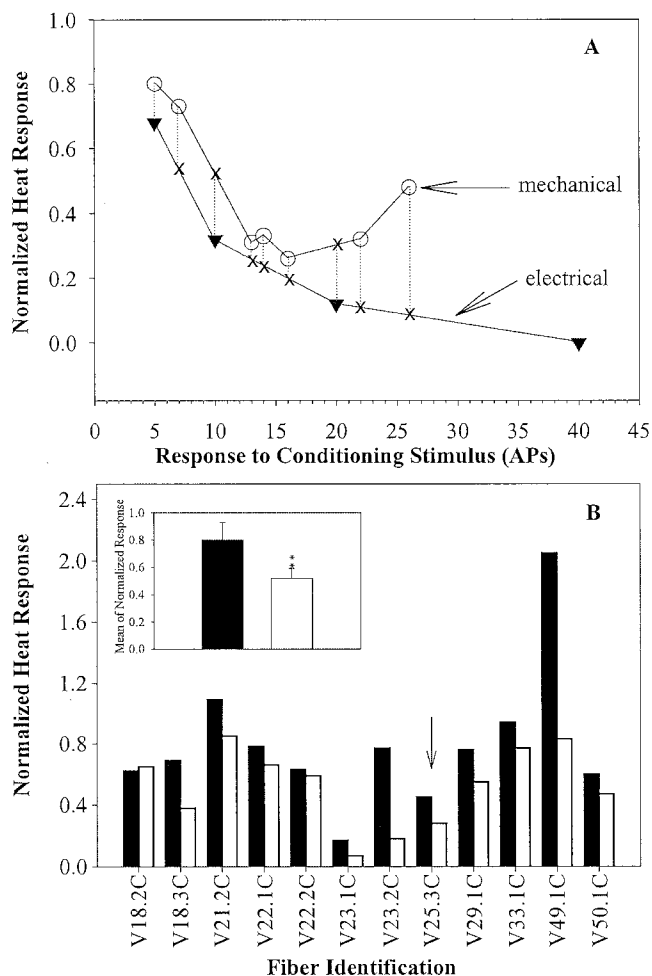 A
1.0
0.8
0.6
0.4
0.2
0.0
Normalized Heat Response
mechanical
electrical
0 5 10 15 20 25 30 35 40 45
Response to Conditioning Stimulus (APs)
B
2.4
2.0
1.6
1.2
0.8
0.4
0.0
Normalized Heat Response
1.0
0.8
0.6
0.4
0.2
0.0
Mean of Normalized Response
* *
V18.2C
V18.3C
V21.2C
V22.1C
V22.2C
V23.1C
V23.2C
V25.3C
V29.1C
V33.1C
V49.1C
V50.1C
Fiber Identification